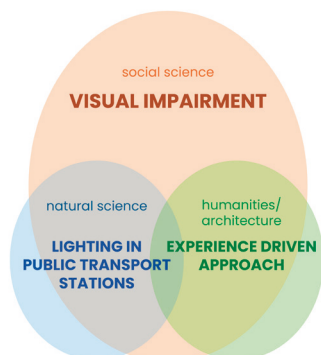 social science
VISUAL IMPAIRMENT
natural science
LIGHTING IN
PUBLIC TRANSPORT
STATIONS
humanities/
architecture
EXPERIENCE DRIVEN
APPROACH